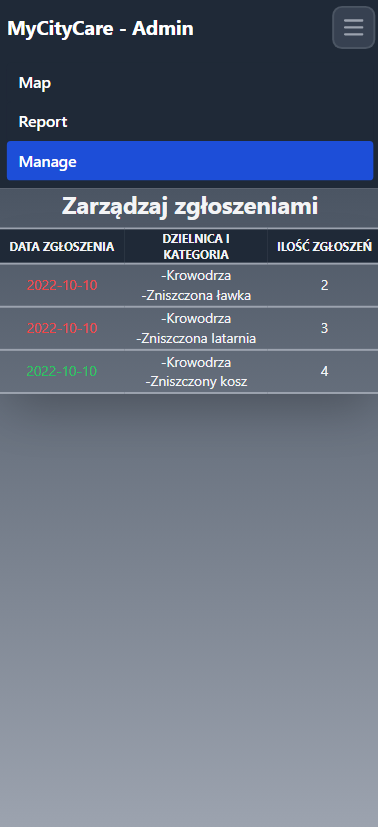 MyCityCare - Admin
Map
Report
Manage
Zarządzaj zgłoszeniami
DATA ZGŁOSZENIA
DZIELNICA I
KATEGORIA
ILOŚĆ ZGŁOSZEŃ
2022-10-10
-Krowodrza
-Zniszczona ławka
2
2022-10-10
-Krowodrza
-Zniszczona latarnia
3
2022-10-10
-Krowodrza
-Zniszczony kosz
4